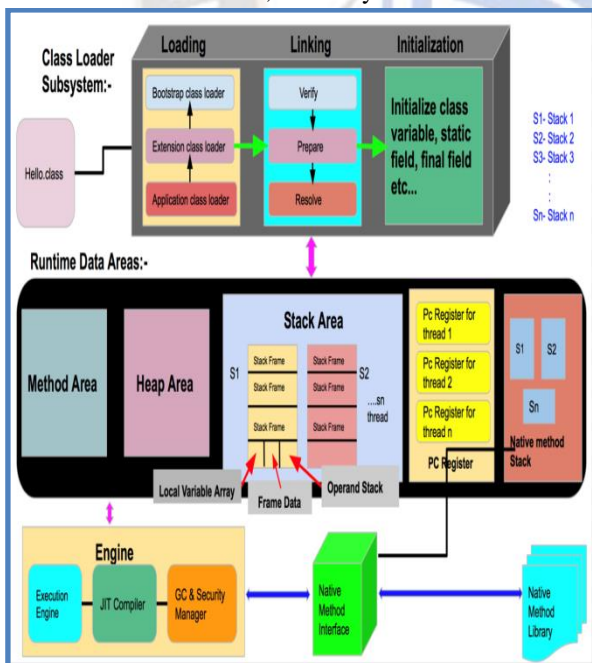 Loading
Linking
Initialization
Class Loader
Subsystem:-
Bootstrap class loader
Extension class loader
Application class loader
Verify
Prepare
Resolve
Initialize class
variable, static
field, final field
etc...
Hello.class
S1- Stack 1
S2- Stack 2
S3- Stack 3
:
:
Sn- Stack n
Runtime Data Areas:-
Method Area
Heap Area
Stack Area
S1
Stack Frame
Stack Frame
Stack Frame
Stack Frame
Stack Frame
Stack Frame
S2
....sn
thread
Local Variable Array
Frame Data
Operand Stack
Pc Register for
thread 1
Pc Register for
thread 2
Pc Register for
thread n
PC Register
S1
S2
Sn
Native method
Stack
Engine
Execution
Engine
JIT Compiler
GC & Security
Manager
Native
Method
Interface
Native
Method
Library